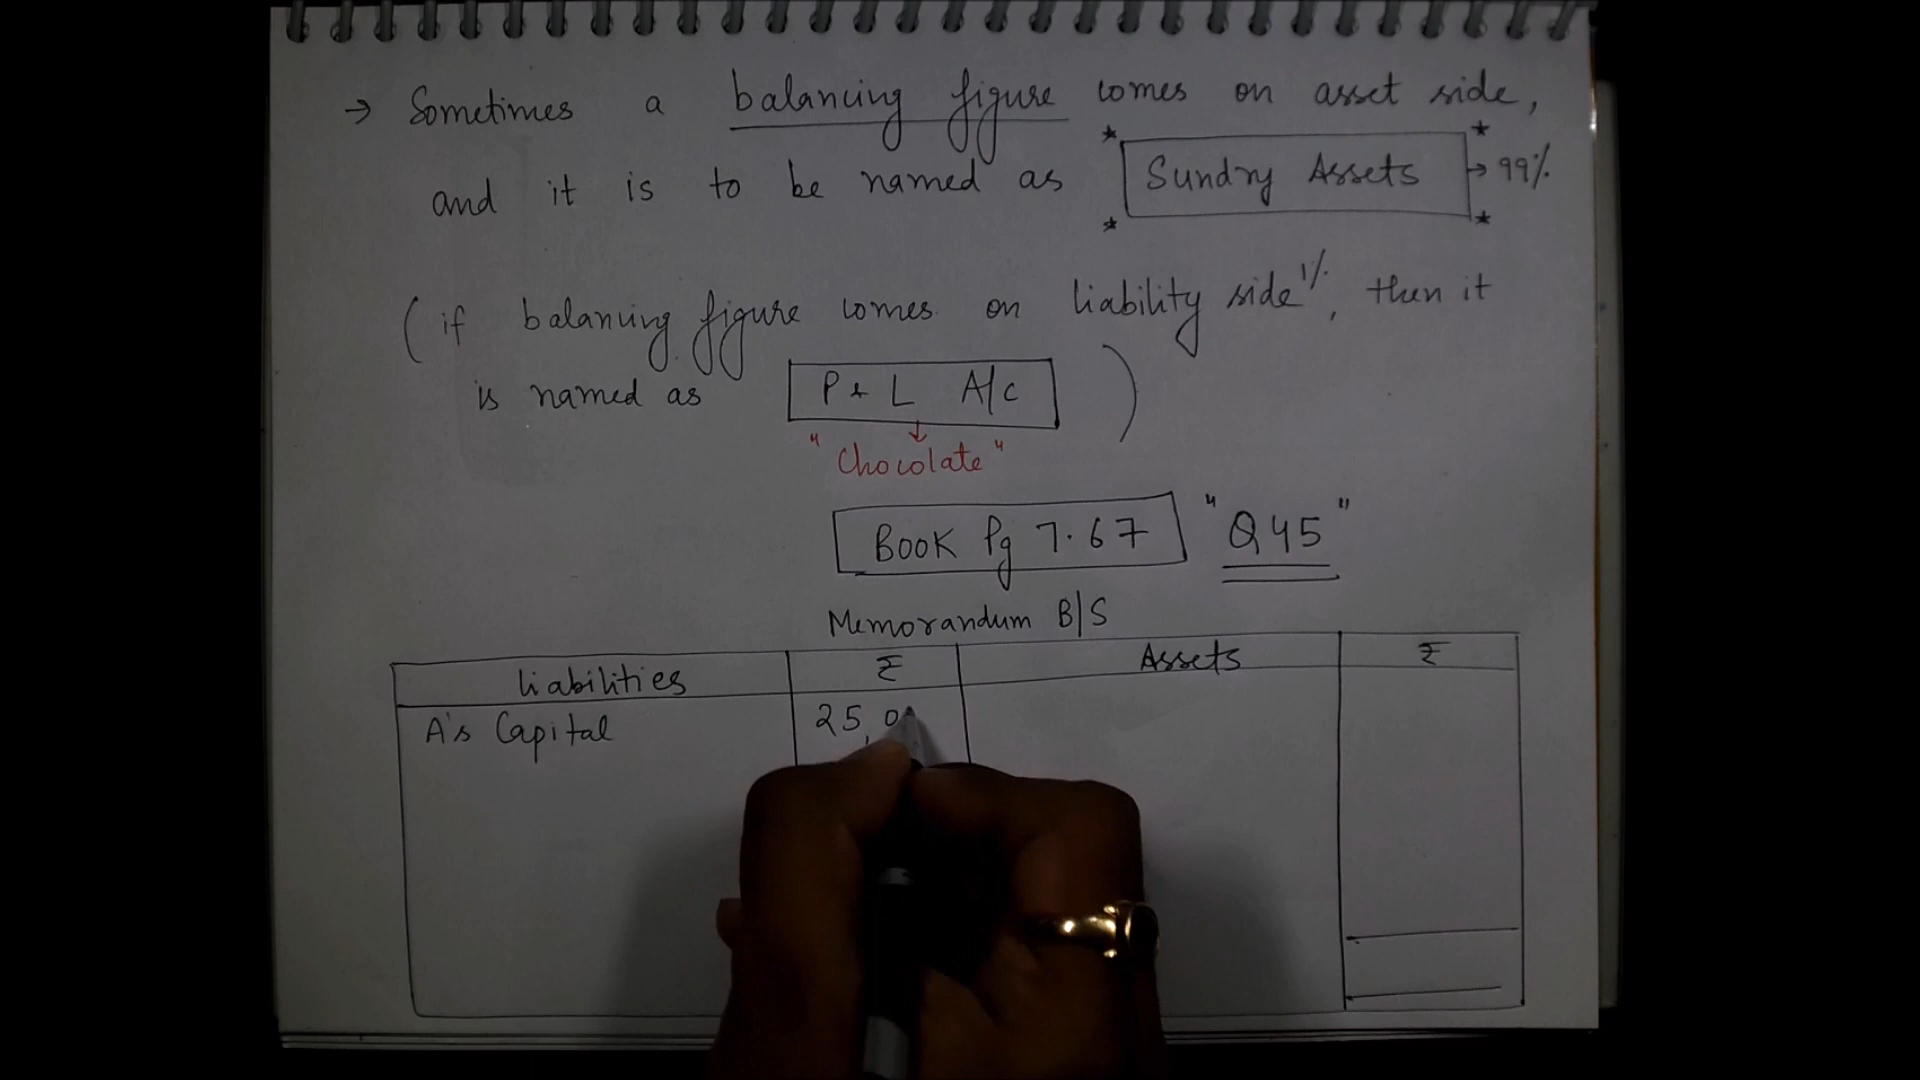 → Sometimes a balancing figure comes on asset side,
and it is to be named as Sundry Assets → 99%
(if balancing figure comes on liability side 1%, then it
is named as P & L A/c )
"Chocolate"
BOOK Pg 7.67 "Q45"
Memorandum B/S
liabilities ₹ Assets ₹
A's Capital 25,0